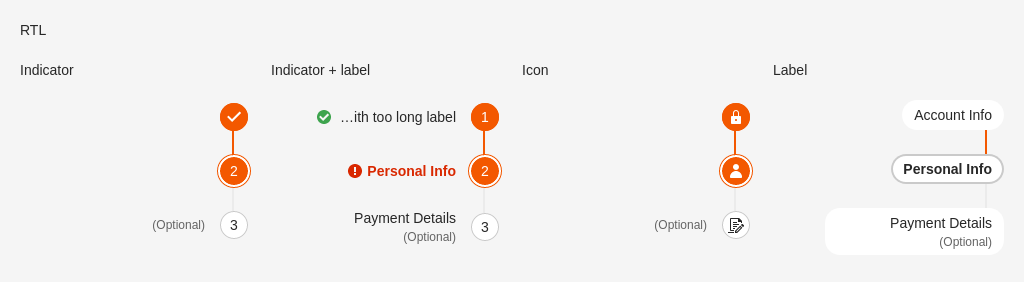 RTL
Indicator
2
(Optional) 3
Indicator + label
...ith too long label 1
Personal Info 2
Payment Details
(Optional)
3
Icon
(Optional)
Label
Account Info
Personal Info
Payment Details
(Optional)